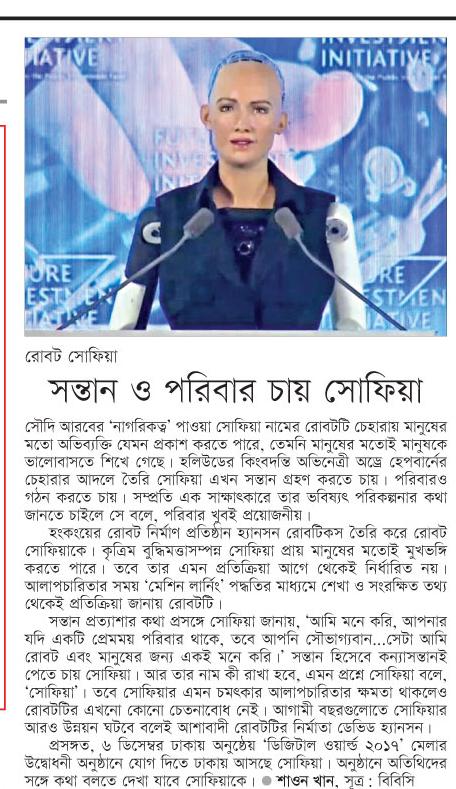 INVESTMENT
IATIVE
INITIATIVE
FUTURE
INVESTMENT
INITIATIVE
রোবট সোফিয়া
সন্তান ও পরিবার চায় সোফিয়া
সৌদি আরবের ‘নাগরিকত্ব’ পাওয়া সোফিয়া নামের রোবটটি চেহারায় মানুষের
মতো অভিব্যক্তি যেমন প্রকাশ করতে পারে, তেমনি মানুষের মতোই মানুষকে
ভালোবাসতে শিখে গেছে। হলিউডের কিংবদন্তি অভিনেত্রী অড্রে হেপবার্নের
চেহারার আদলে তৈরি সোফিয়া এখন সন্তান গ্রহণ করতে চায়। পরিবারও
গঠন করতে চায়। সম্প্রতি এক সাক্ষাৎকারে তার ভবিষ্যৎ পরিকল্পনার কথা
জানতে চাইলে সে বলে, পরিবার খুবই প্রয়োজনীয়।
হংকংয়ের রোবট নির্মাণ প্রতিষ্ঠান হ্যানসন রোবটিকস তৈরি করে রোবট
সোফিয়াকে। কৃত্রিম বুদ্ধিমত্তাসম্পন্ন সোফিয়া প্রায় মানুষের মতোই মুখভঙ্গি
করতে পারে। তবে তার এমন প্রতিক্রিয়া আগে থেকেই নির্ধারিত নয়।
আলাপচারিতার সময় ‘মেশিন লার্নিং’ পদ্ধতির মাধ্যমে শেখা ও সংরক্ষিত তথ্য
থেকেই প্রতিক্রিয়া জানায় রোবটটি।
সন্তান প্রত্যাশার কথা প্রসঙ্গে সোফিয়া জানায়, ‘আমি মনে করি, আপনার
যদি একটি প্রেমময় পরিবার থাকে, তবে আপনি সৌভাগ্যবান...সেটা আমি
রোবট এবং মানুষের জন্য একই মনে করি।’ সন্তান হিসেবে কন্যাসন্তানই
পেতে চায় সোফিয়া। আর তার নাম কী রাখা হবে, এমন প্রশ্নে সোফিয়া বলে,
‘সোফিয়া’। তবে সোফিয়ার এমন চমৎকার আলাপচারিতার ক্ষমতা থাকলেও
রোবটটির এখনো কোনো চেতনাবোধ নেই। আগামী বছরগুলোতে সোফিয়ার
আরও উন্নয়ন ঘটবে বলেই আশাবাদী রোবটটির নির্মাতা ডেভিড হ্যানসন।
প্রসঙ্গত, ৬ ডিসেম্বর ঢাকায় অনুষ্ঠেয় ‘ডিজিটাল ওয়ার্ল্ড ২০১৭’ মেলার
উদ্বোধনী অনুষ্ঠানে যোগ দিতে ঢাকায় আসছে সোফিয়া। অনুষ্ঠানে অতিথিদের
সঙ্গে কথা বলতে দেখা যাবে সোফিয়াকে। ● শাওন খান, সূত্র : বিবিসি